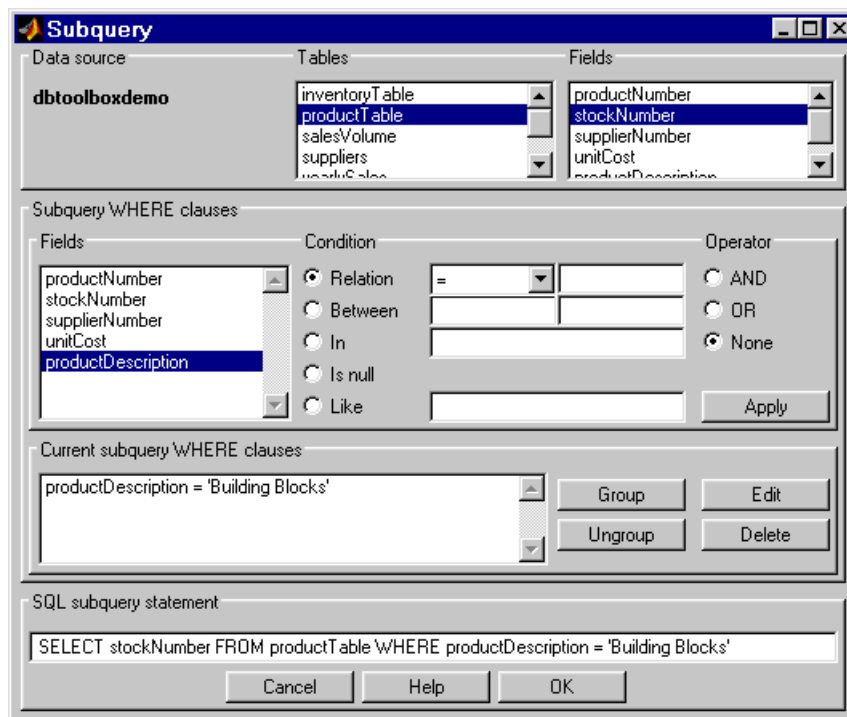 Subquery
Data source
Tables
Fields
dbtoolboxdemo
inventoryTable
productTable
salesVolume
suppliers
yearlySales
productNumber
stockNumber
supplierNumber
unitCost
productDescription
Subquery WHERE clauses
Fields
productNumber
stockNumber
supplierNumber
unitCost
productDescription
Condition
Relation
=
Between
In
Is null
Like
Operator
AND
OR
None
Apply
Current subquery WHERE clauses
productDescription = 'Building Blocks'
Group
Edit
Ungroup
Delete
SQL subquery statement
SELECT stockNumber FROM productTable WHERE productDescription = 'Building Blocks'
Cancel
Help
OK